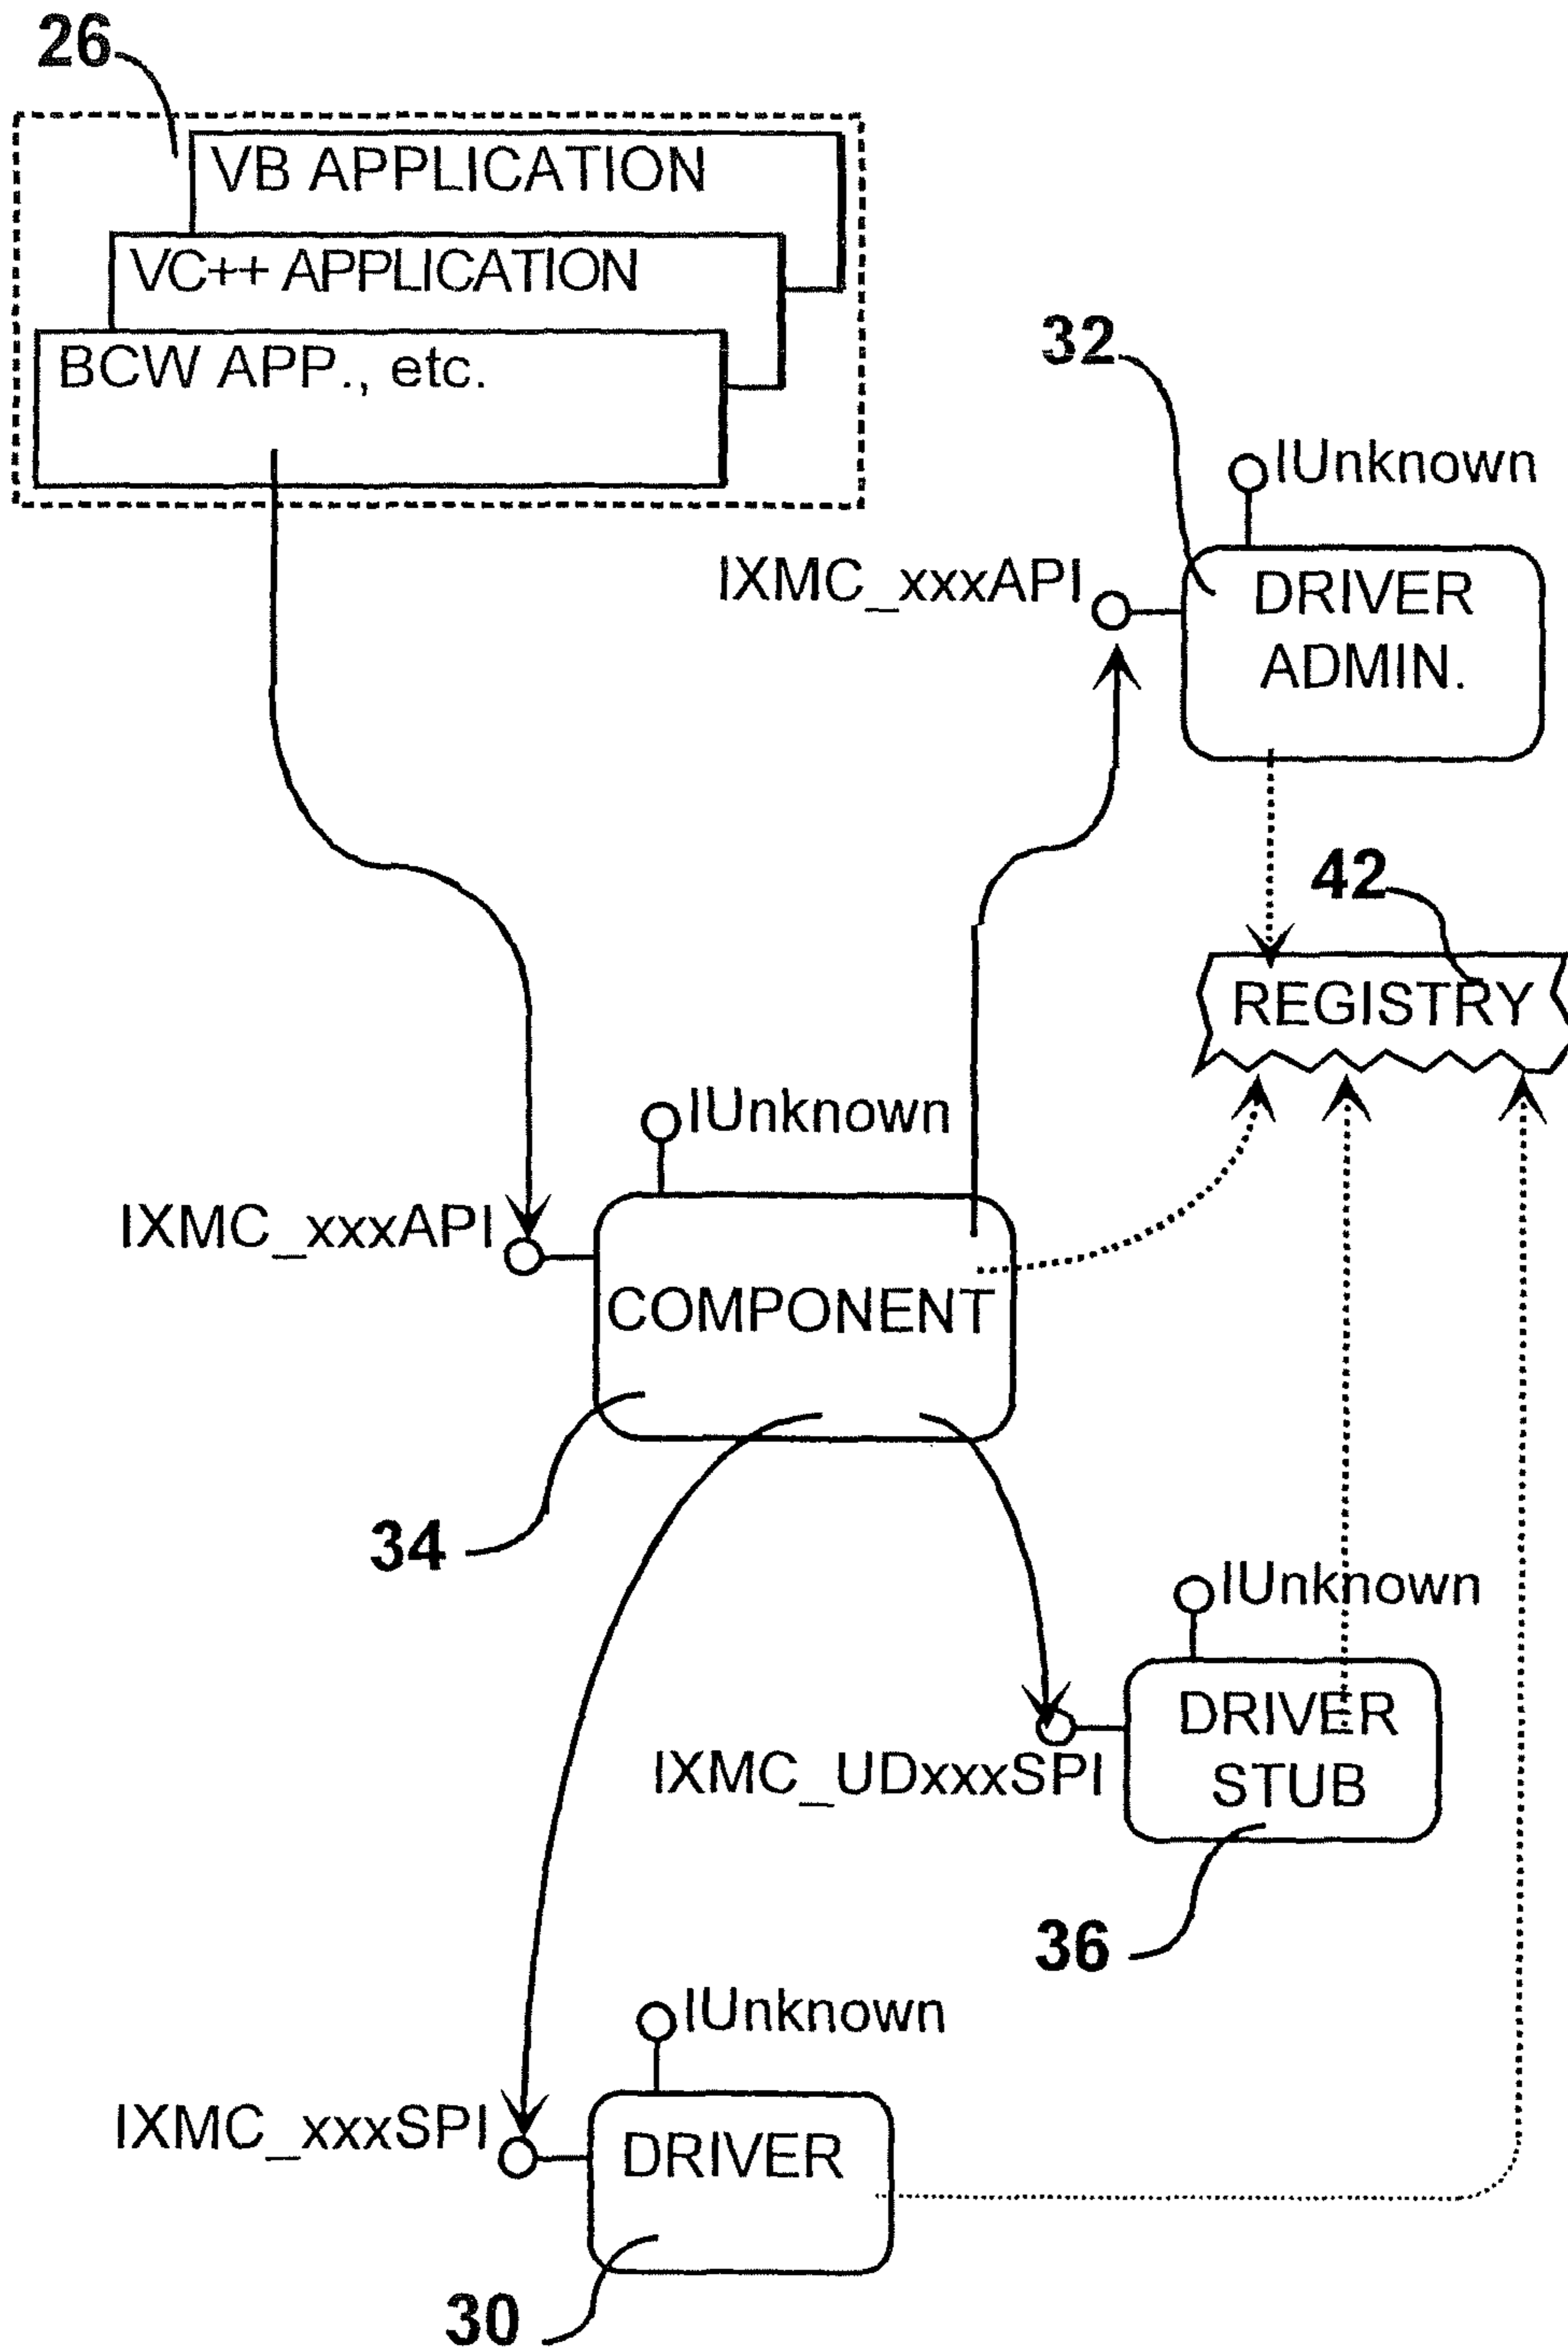 26
VB APPLICATION
VC++ APPLICATION
BCW APP., etc.
32
IUnknown
IXMC_xxxAPI
DRIVER
ADMIN.
42
REGISTRY
IUnknown
IXMC_xxxAPI
COMPONENT
34
IUnknown
DRIVER
STUB
IXMC_UDxxxSPI
36
IUnknown
IXMC_xxxSPI
DRIVER
30